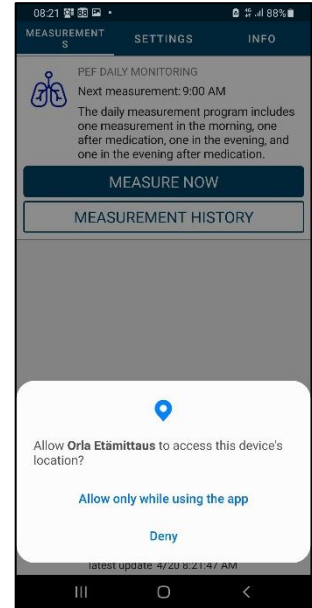 08:21
88%
MEASUREMENT
S
SETTINGS
INFO
PEF DAILY MONITORING
Next measurement: 9:00 AM
The daily measurement program includes
one measurement in the morning, one
after medication, one in the evening, and
one in the evening after medication.
MEASURE NOW
MEASUREMENT HISTORY
Allow Orla Etämittaus to access this device's
location?
Allow only while using the app
Deny
latest update 4/20 8:21:47 AM